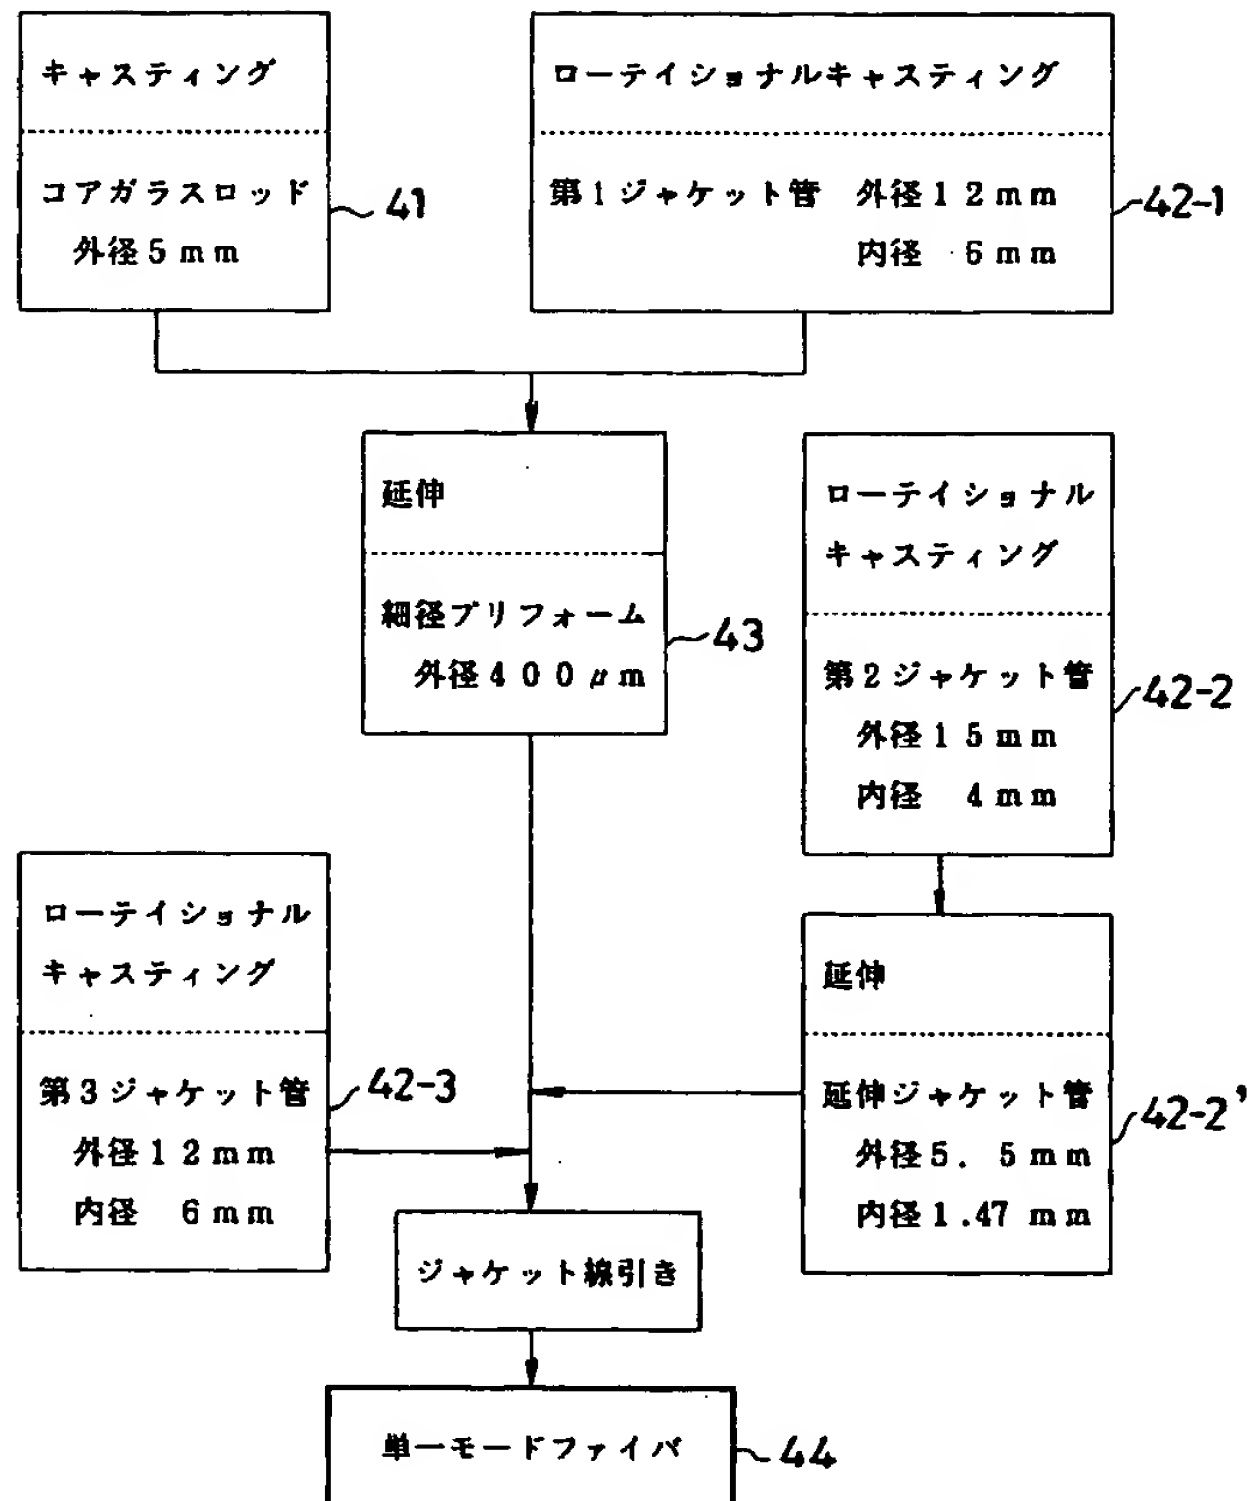 キャスティング
コアガラスロッド
外径5mm
41
ローテイショナルキャスティング
第1ジャケット管 外径12mm
内径 6mm
42-1
延伸
細径プリフォーム
外径400μm
43
ローテイショナル
キャスティング
第2ジャケット管
外径15mm
内径 4mm
42-2
ローテイショナル
キャスティング
第3ジャケット管
外径12mm
内径 6mm
42-3
延伸
延伸ジャケット管
外径5.5mm
内径1.47mm
42-2'
ジャケット線引き
単一モードファイバ
44